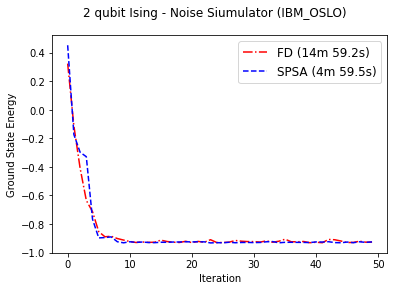 2 qubit Ising - Noise Siumulator (IBM_OSLO)
FD (14m 59.2s)
SPSA (4m 59.5s)
Ground State Energy
0.4
0.2
0.0
−0.2
−0.4
−0.6
−0.8
−1.0
0 10 20 30 40 50
Iteration